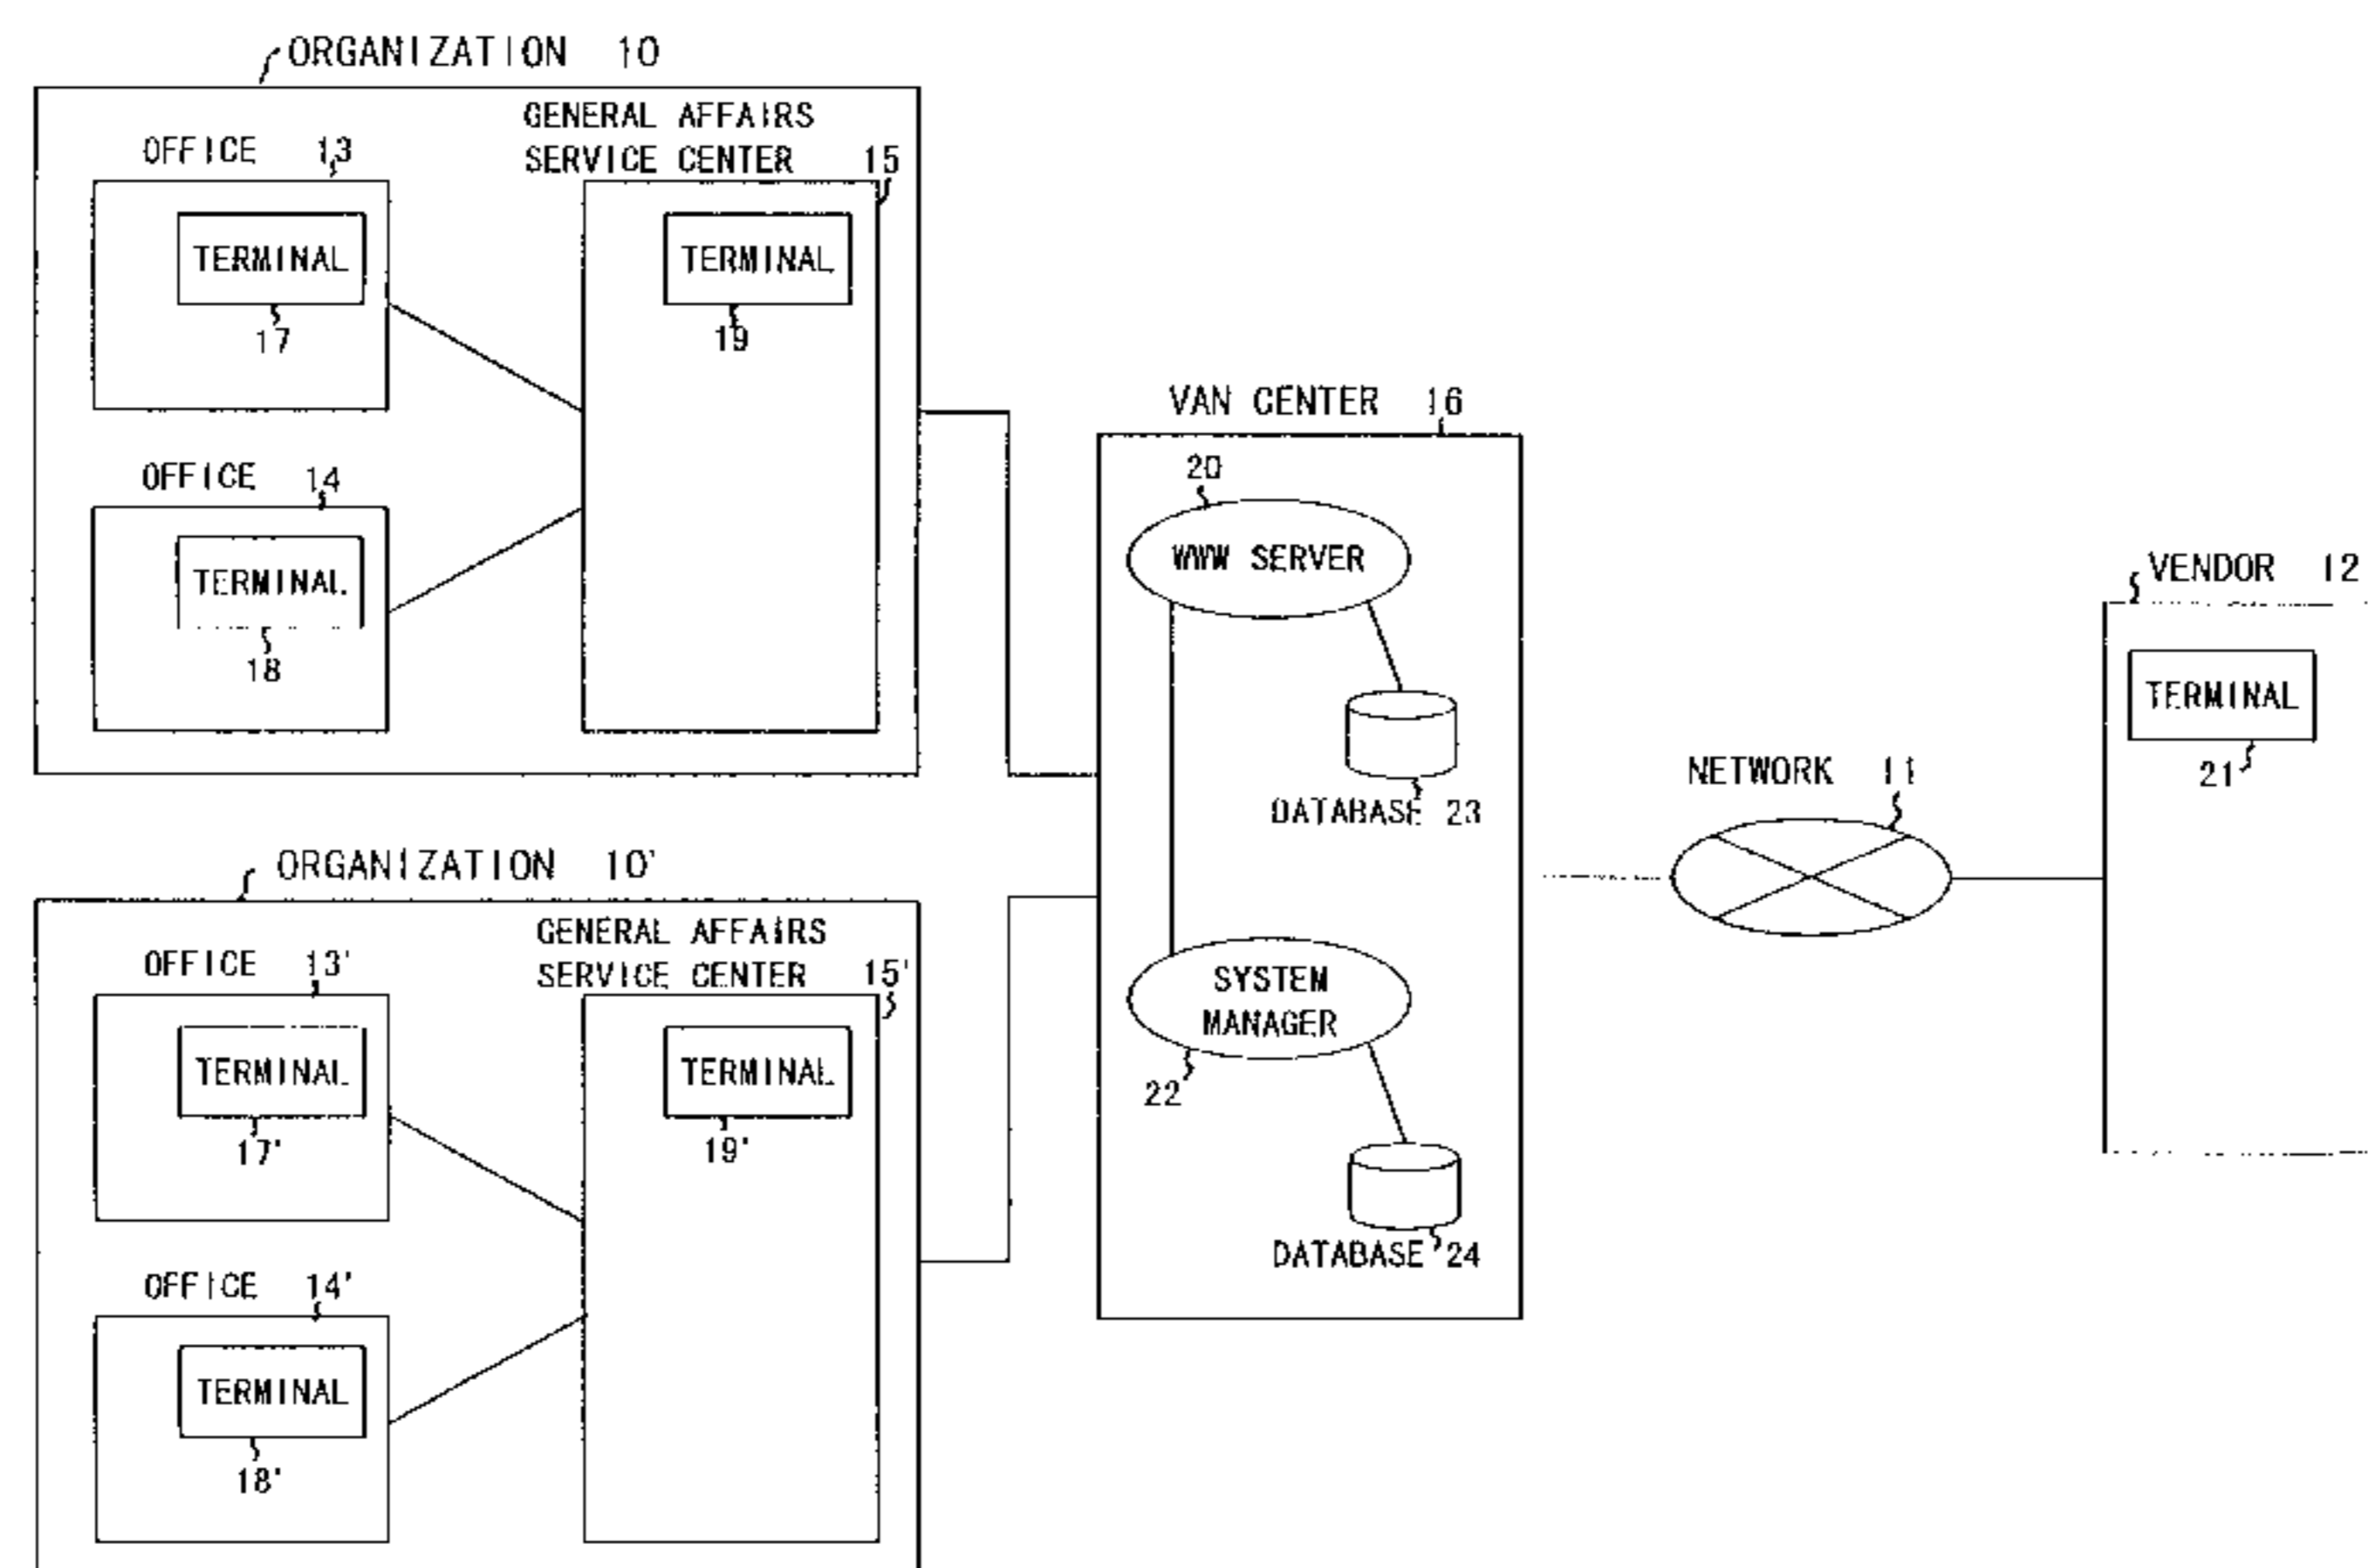 ORGANIZATION 10
GENERAL AFFAIRS
SERVICE CENTER 15
OFFICE 13
TERMINAL
17
TERMINAL
19
OFFICE 14
TERMINAL
18
ORGANIZATION 10'
GENERAL AFFAIRS
SERVICE CENTER 15'
OFFICE 13'
TERMINAL
17'
TERMINAL
19'
OFFICE 14'
TERMINAL
18'
VAN CENTER 16
20
WWW SERVER
DATABASE 23
SYSTEM
MANAGER
22
DATABASE 24
NETWORK 11
VENDOR 12
TERMINAL
21